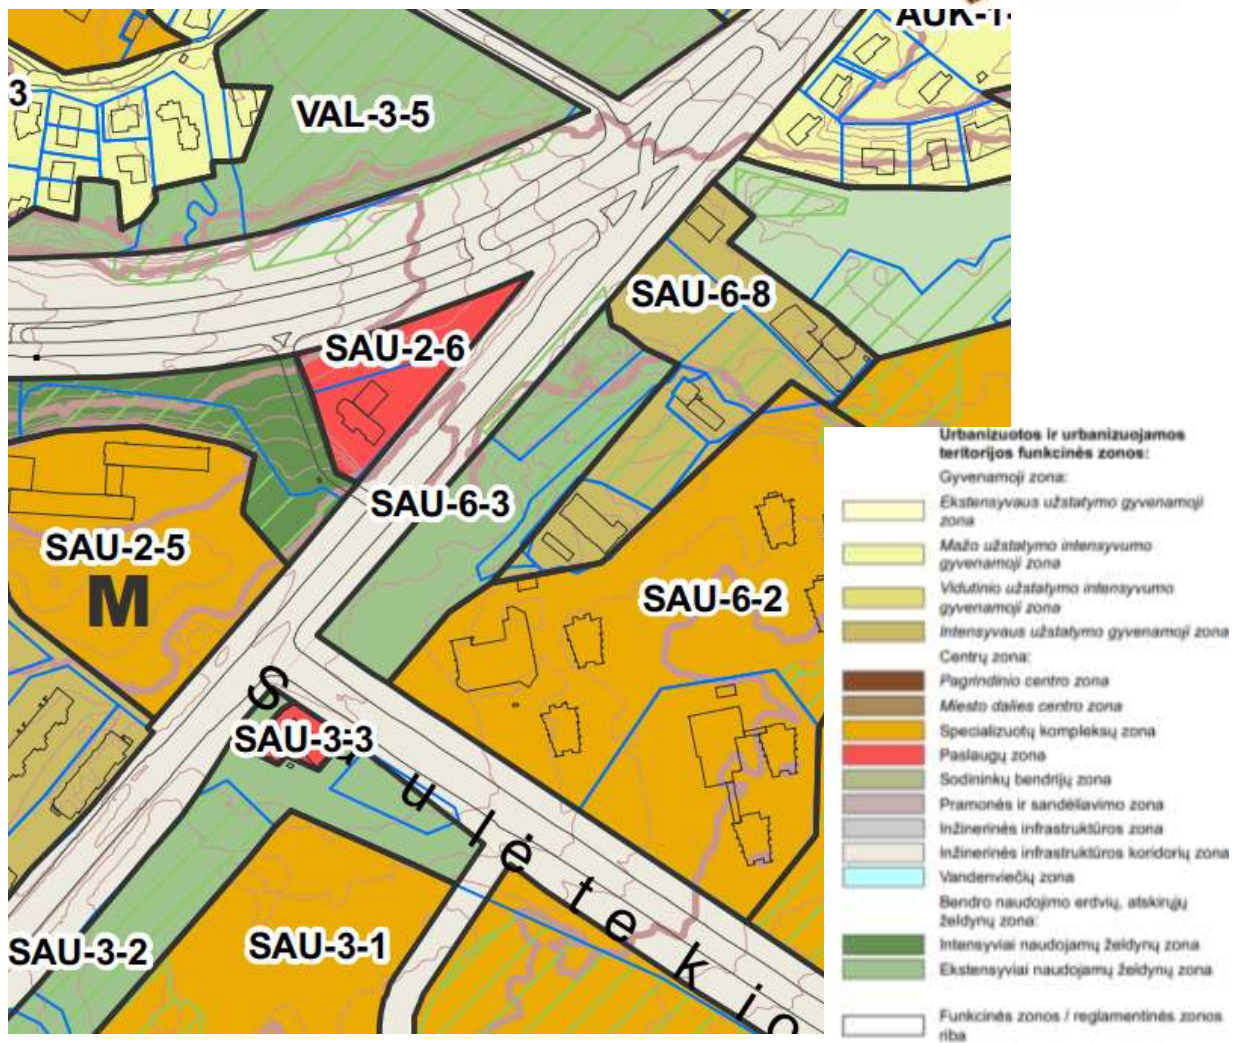 AUK-1-
3
VAL-3-5
SAU-6-8
SAU-2-6
SAU-6-3
SAU-2-5
M
SAU-6-2
SAU-3-3
SAU-3-2
SAU-3-1
Saulėtekio
Urbanizuotos ir urbanizuojamos
teritorijos funkcinės zonos:
Gyvenamoji zona:
Ekstensyvaus užstatymo gyvenamoji
zona
Mažo užstatymo intensyvumo
gyvenamoji zona
Vidutinio užstatymo intensyvumo
gyvenamoji zona
Intensyvaus užstatymo gyvenamoji zona
Centrų zona:
Pagrindinio centro zona
Miesto dalies centro zona
Specializuotų kompleksų zona
Paslaugų zona
Sodininkų bendrijų zona
Pramonės ir sandėliavimo zona
Inžinerinės infrastruktūros zona
Inžinerinės infrastruktūros koridorių zona
Vandenviečių zona
Bendro naudojimo erdvių, atskirųjų
želdynų zona:
Intensyviai naudojamų želdynų zona
Ekstensyviai naudojamų želdynų zona
Funkcinės zonos / reglamentinės zonos
riba